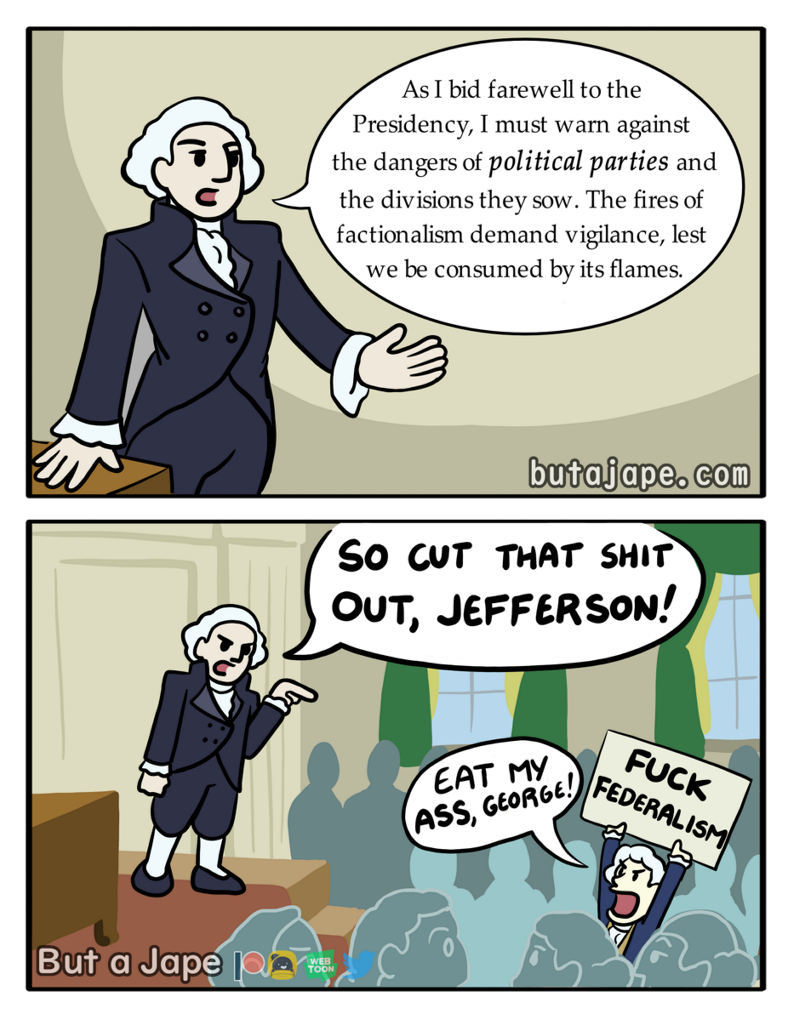 As I bid farewell to the
Presidency, I must warn against
the dangers of political parties and
the divisions they sow. The fires of
factionalism demand vigilance, lest
we be consumed by its flames.
butajape.com
SO CUT THAT SHIT
OUT, JEFFERSON!
EAT MY
ASS, GEORGE!
FUCK
FEDERALISM
But a Jape
WEB
TOON